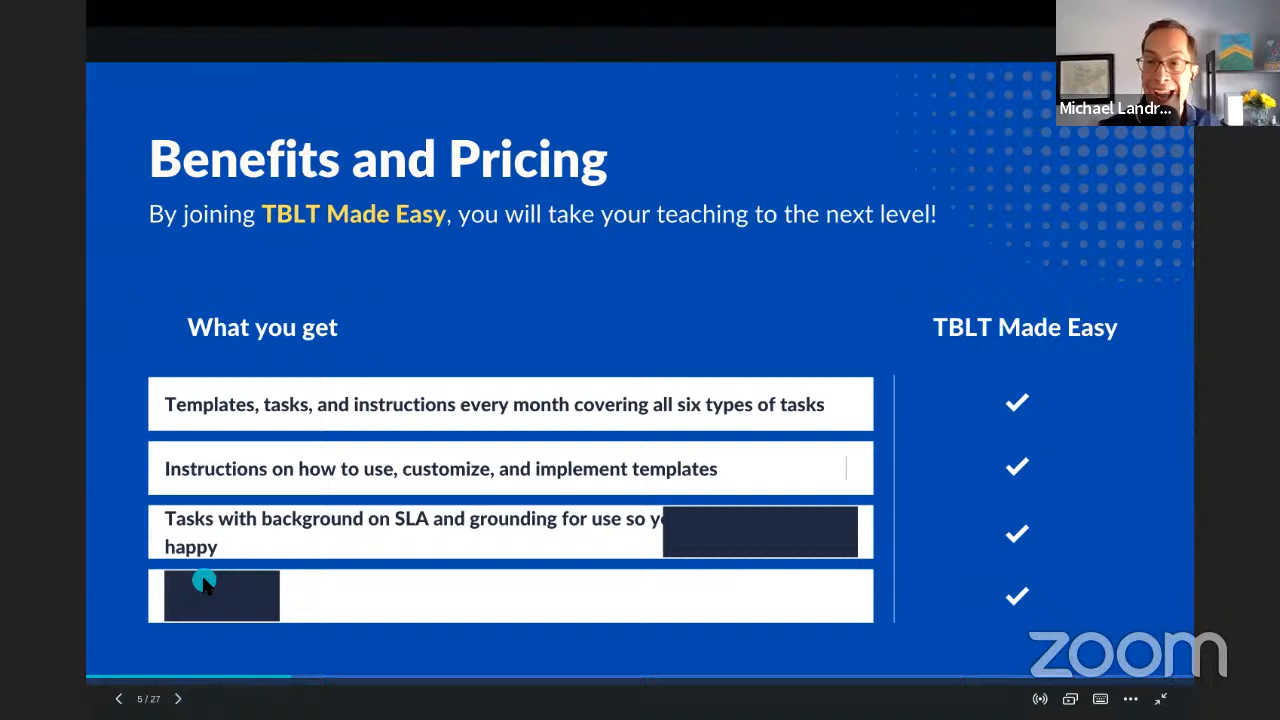 Michael Landr...
Benefits and Pricing
By joining TBLT Made Easy, you will take your teaching to the next level!
What you get
TBLT Made Easy
Templates, tasks, and instructions every month covering all six types of tasks
Instructions on how to use, customize, and implement templates
Tasks with background on SLA and grounding for use so
happy
zoom
5 / 27